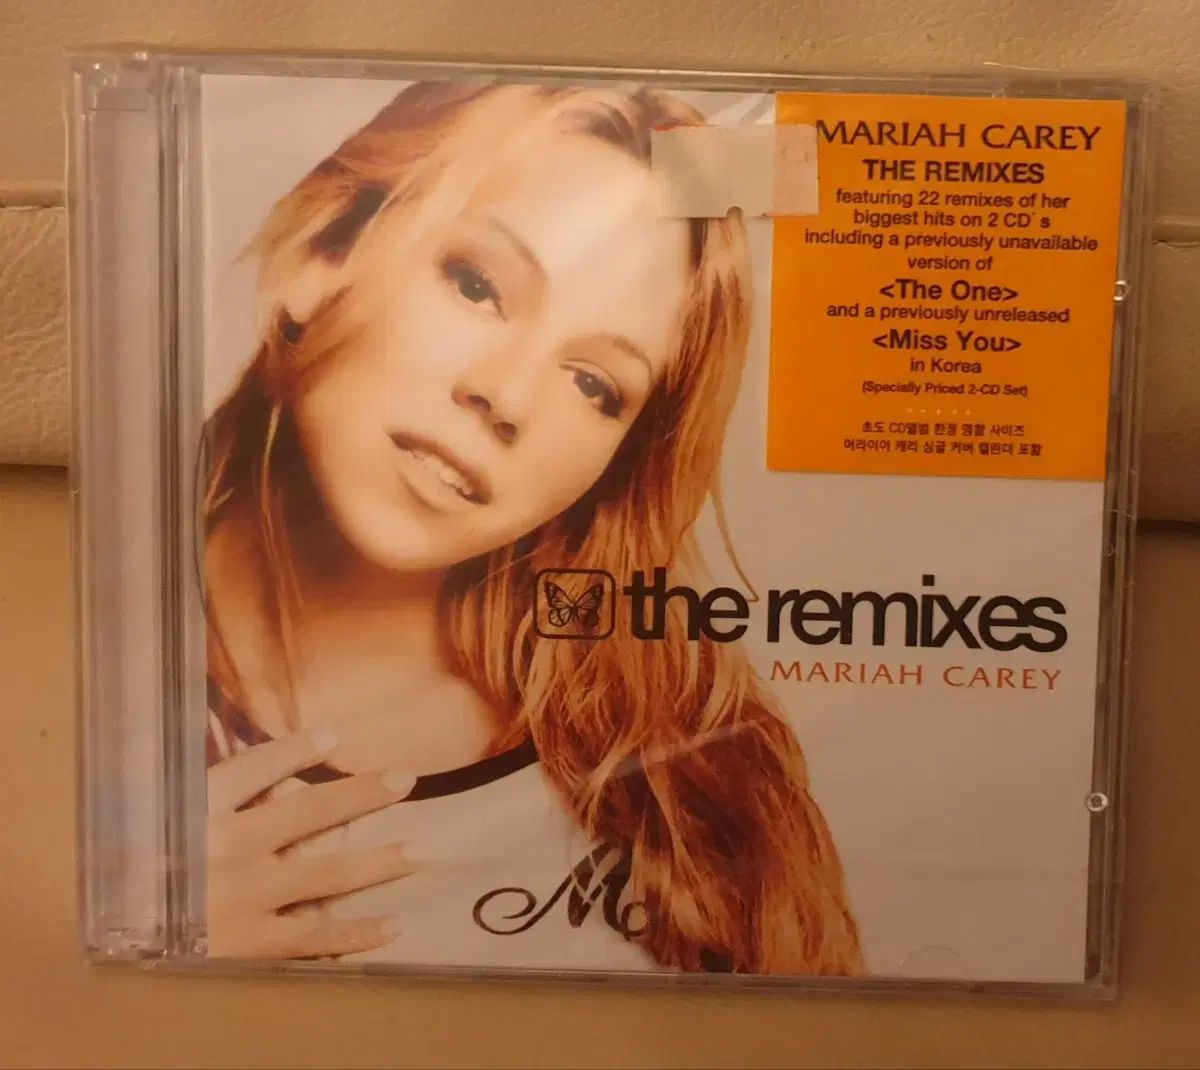 MARIAH CAREY
THE REMIXES
featuring 22 remixes of her
biggest hits on 2 CD's
including a previously unavailable
version of
<The One>
and a previously unreleased
<Miss You>
in Korea
(Specially Priced 2-CD Set)
초도 CD앨범 한정 명함 사이즈
머라이어 캐리 싱글 커버 캘린더 포함
the remixes
MARIAH CAREY
M